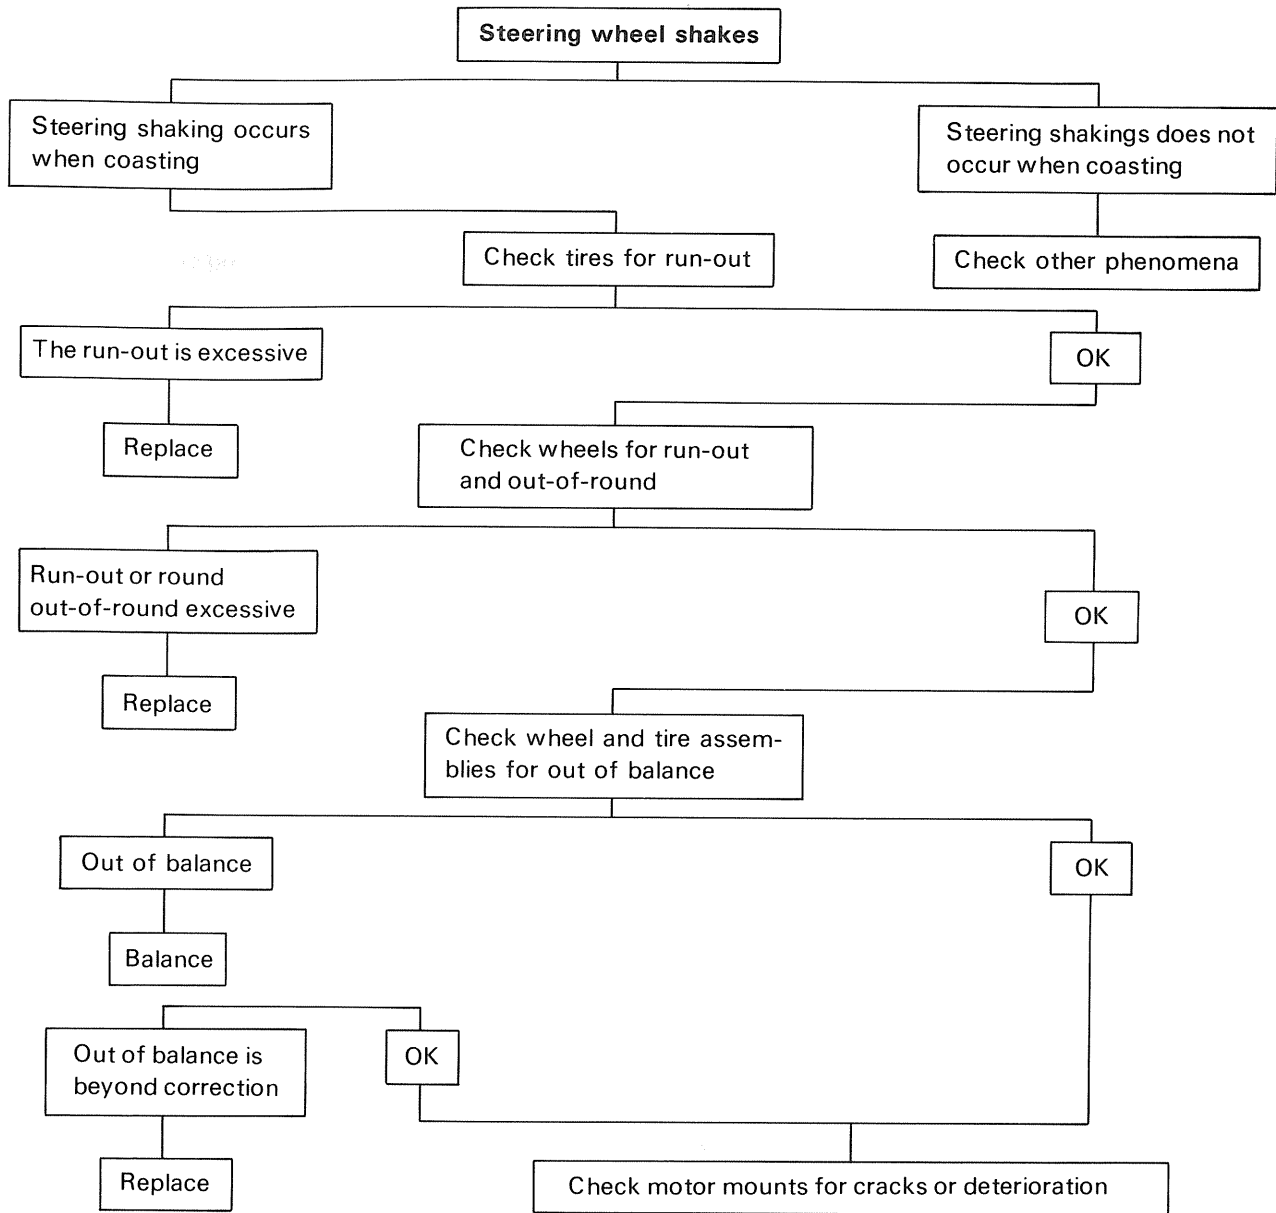 Steering wheel shakes
Steering shaking occurs
when coasting
Steering shakings does not
occur when coasting
Check tires for run-out
Check other phenomena
The run-out is excessive
OK
Replace
Check wheels for run-out
and out-of-round
Run-out or round
out-of-round excessive
OK
Replace
Check wheel and tire assem-
blies for out of balance
Out of balance
OK
Balance
Out of balance is
beyond correction
OK
Replace
Check motor mounts for cracks or deterioration